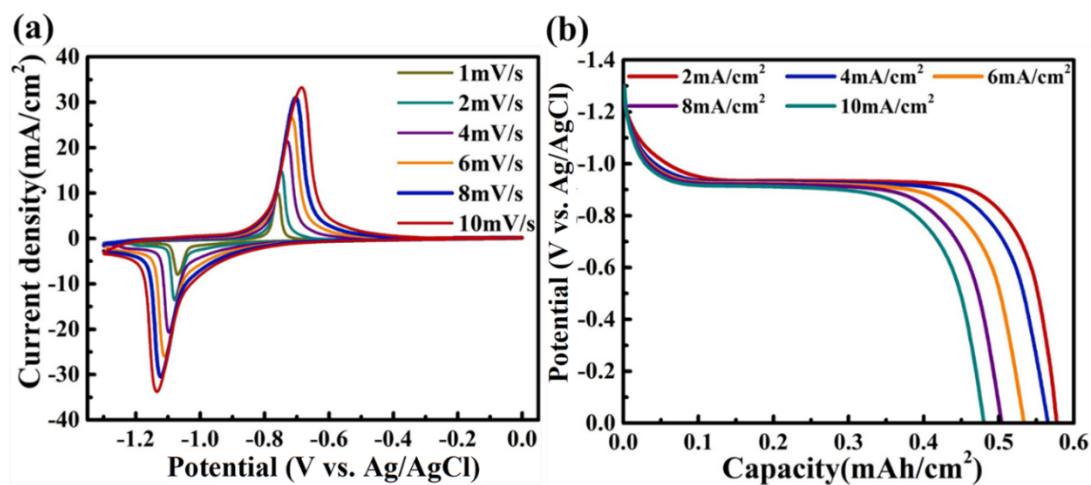 (a)
40
30
20
10
0
-10
-20
-30
-40
Current density(mA/cm²)
1mV/s
2mV/s
4mV/s
6mV/s
8mV/s
10mV/s
-1.2 -1.0 -0.8 -0.6 -0.4 -0.2 0.0
Potential (V vs. Ag/AgCl)
(b)
-1.4
-1.2
-1.0
-0.8
-0.6
-0.4
-0.2
0.0
Potential (V vs. Ag/AgCl)
2mA/cm² 4mA/cm² 6mA/cm²
8mA/cm² 10mA/cm²
0.0 0.1 0.2 0.3 0.4 0.5 0.6
Capacity(mAh/cm²)